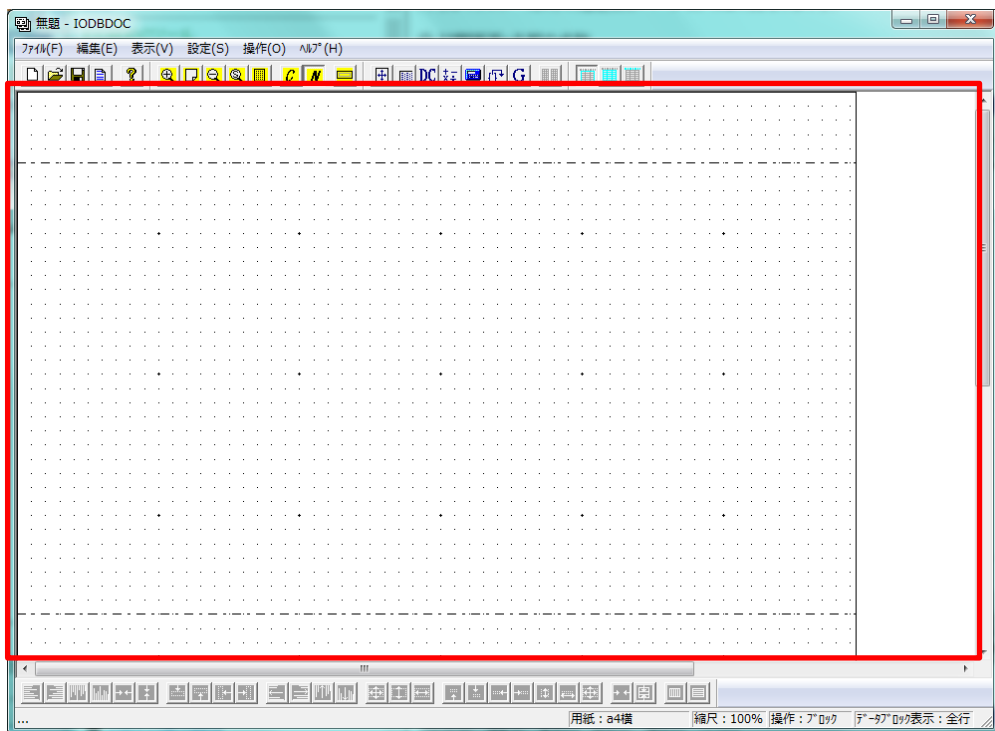 無題 - IODBDOC
ﾌｧｲﾙ(F) 編集(E) 表示(V) 設定(S) 操作(O) ﾍﾙﾌﾟ(H)
? C N DC G
...
用紙：a4横 縮尺：100% 操作：ﾌﾞﾛｯｸ ﾃﾞｰﾀﾌﾞﾛｯｸ表示：全行